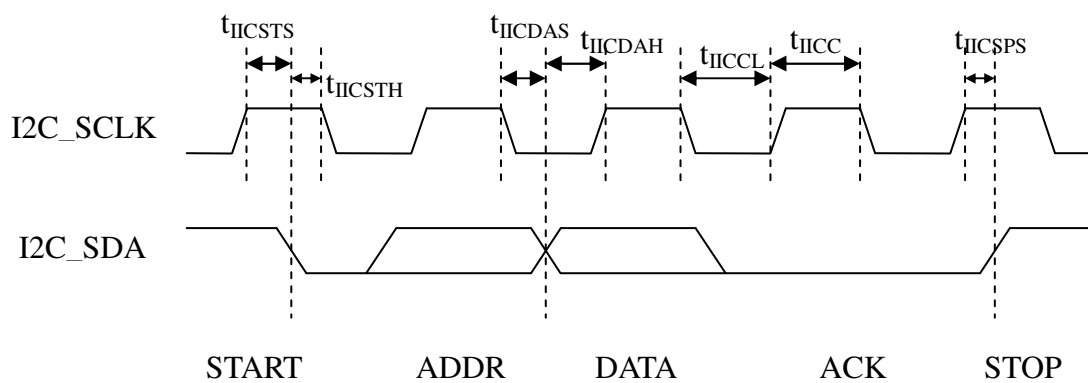 tIICSTS
tIICDAS
tIICDAH
tIICCL
tIICC
tIICSPS
tIICSTH
I2C_SCLK
I2C_SDA
START ADDR DATA ACK STOP